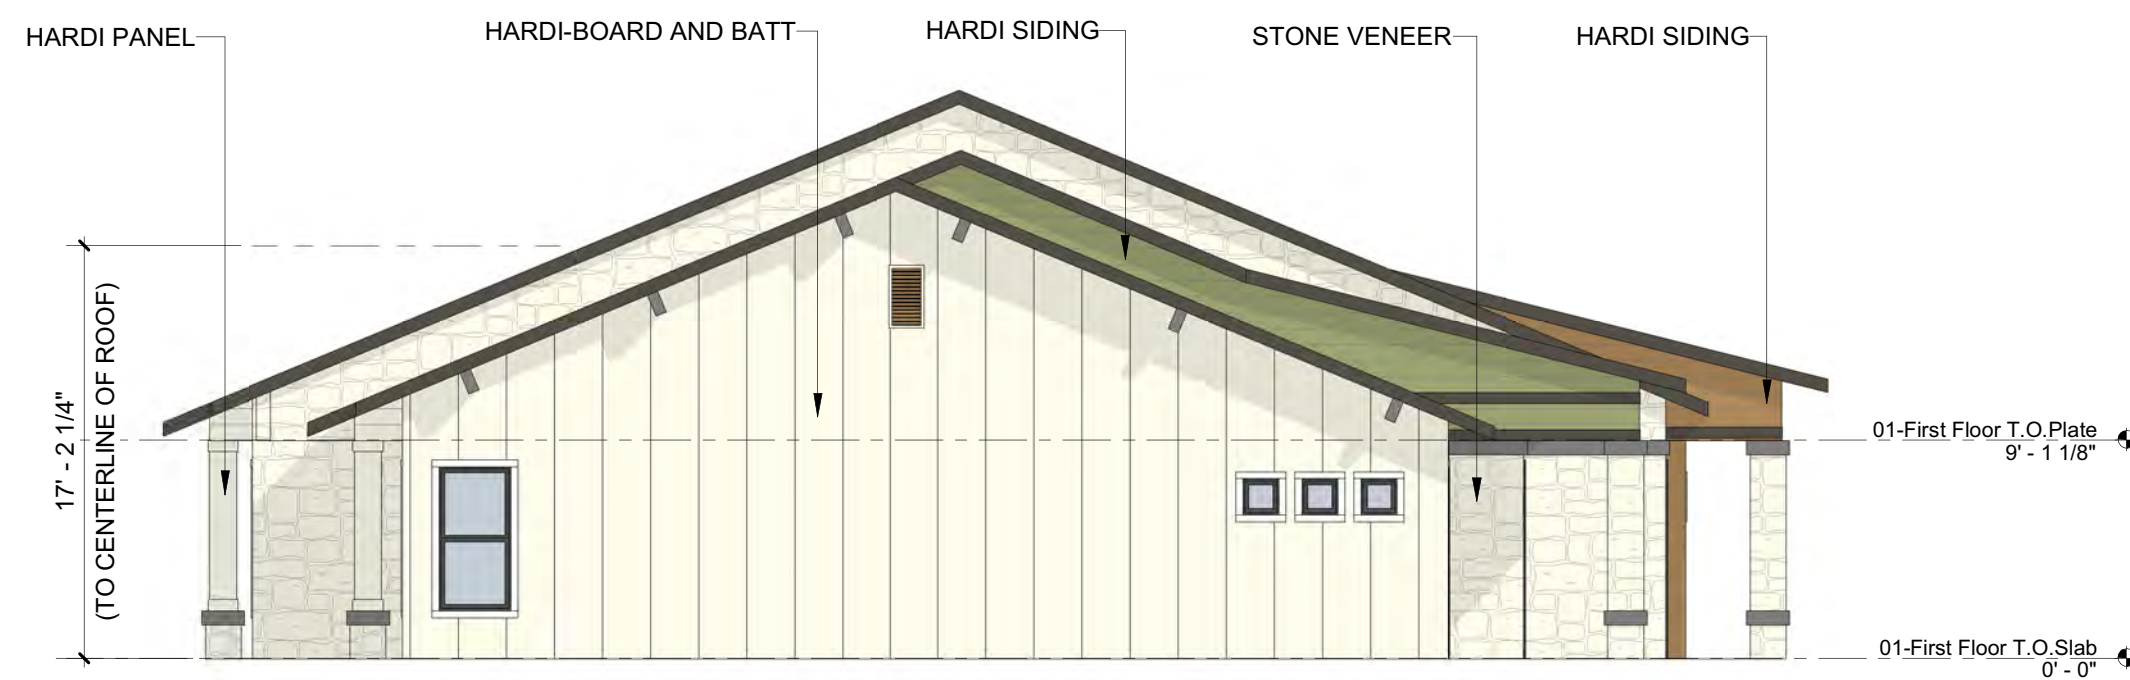 HARDI PANEL
HARDI-BOARD AND BATT
HARDI SIDING
STONE VENEER
HARDI SIDING
17' - 2 1/4"
(TO CENTERLINE OF ROOF)
01-First Floor T.O.Plate
9' - 1 1/8"
01-First Floor T.O.Slab
0' - 0"